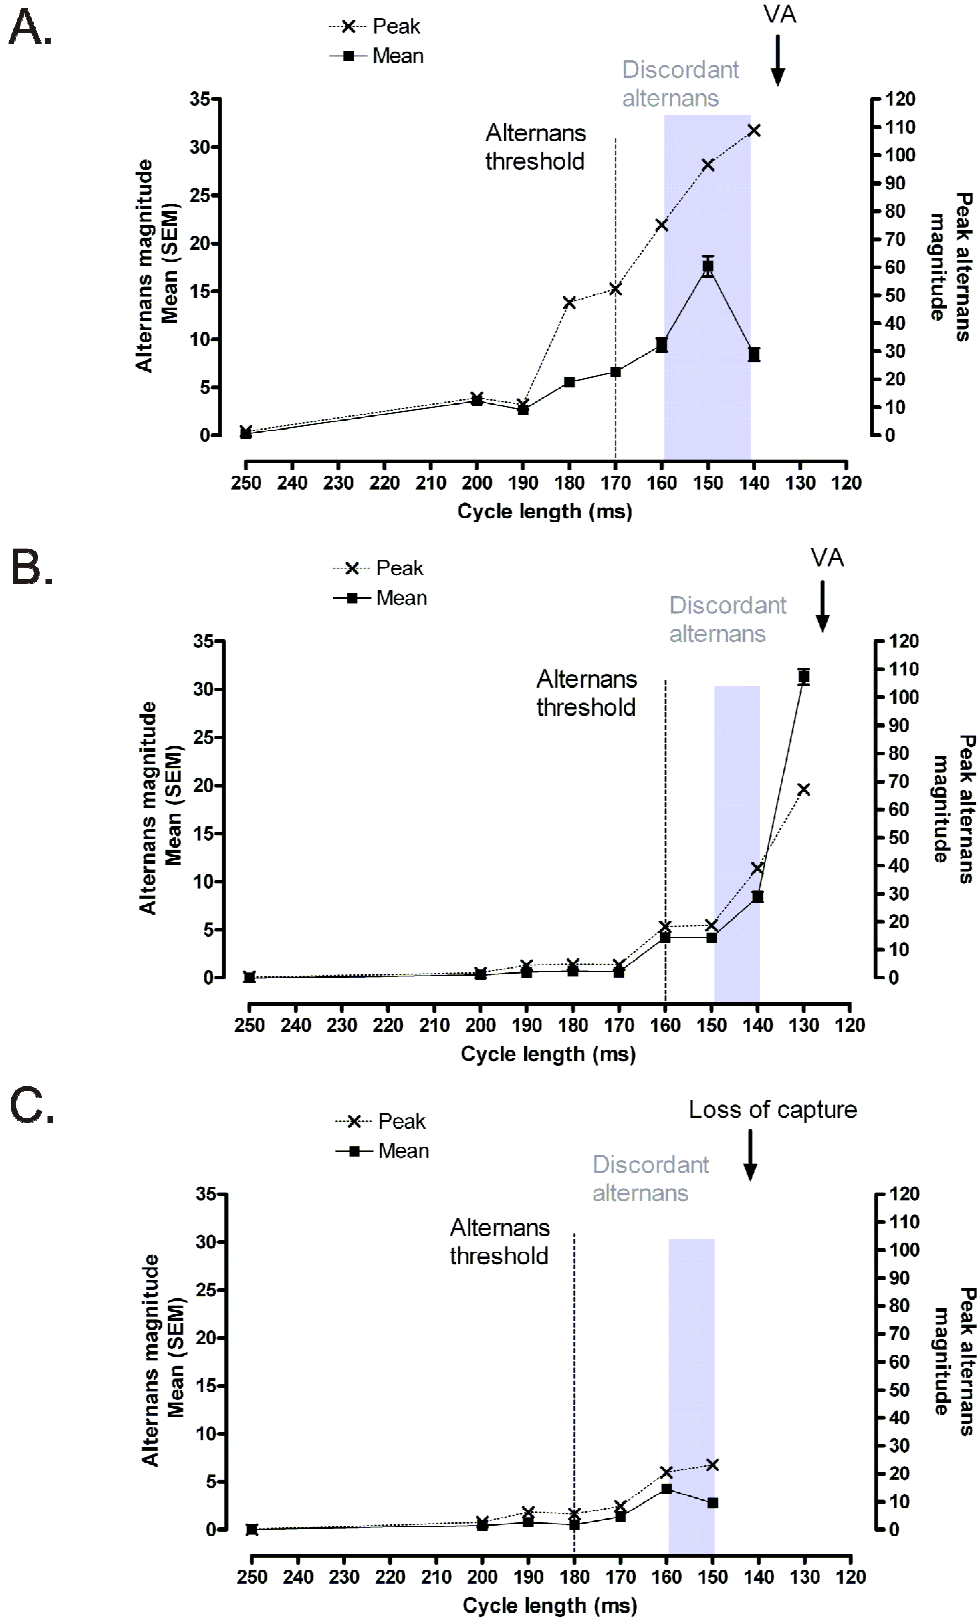 A.
Peak
Mean
VA
Discordant
alternans
Alternans
threshold
35
30
25
20
15
10
5
0
Alternans magnitude
Mean (SEM)
120
110
100
90
80
70
60
50
40
30
20
10
0
Peak alternans
magnitude
250 240 230 220 210 200 190 180 170 160 150 140 130 120
Cycle length (ms)
B.
Peak
Mean
VA
Discordant
alternans
Alternans
threshold
35
30
25
20
15
10
5
0
Alternans magnitude
Mean (SEM)
120
110
100
90
80
70
60
50
40
30
20
10
0
Peak alternans
magnitude
250 240 230 220 210 200 190 180 170 160 150 140 130 120
Cycle length (ms)
C.
Peak
Mean
Loss of capture
Discordant
alternans
Alternans
threshold
35
30
25
20
15
10
5
0
Alternans magnitude
Mean (SEM)
120
110
100
90
80
70
60
50
40
30
20
10
0
Peak alternans
magnitude
250 240 230 220 210 200 190 180 170 160 150 140 130 120
Cycle length (ms)